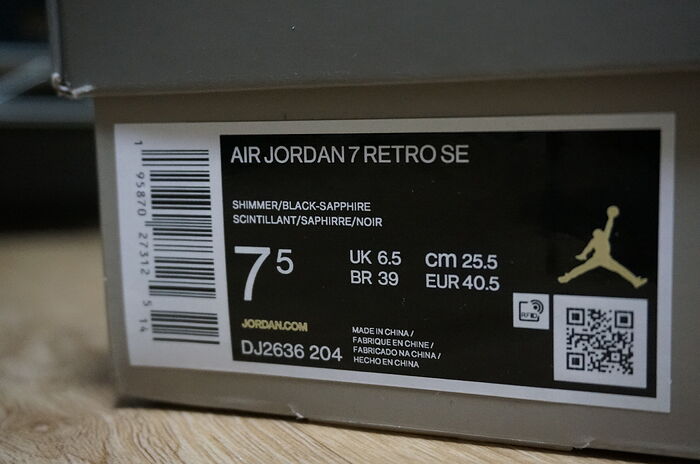 1 95870 27312 5 14
AIR JORDAN 7 RETRO SE
SHIMMER/BLACK-SAPPHIRE
SCINTILLANT/SAPHIRRE/NOIR
7 5
UK 6.5 cm 25.5
BR 39 EUR 40.5
RFID
JORDAN.COM
DJ2636 204
MADE IN CHINA /
FABRIQUE EN CHINE /
FABRICADO NA CHINA /
HECHO EN CHINA